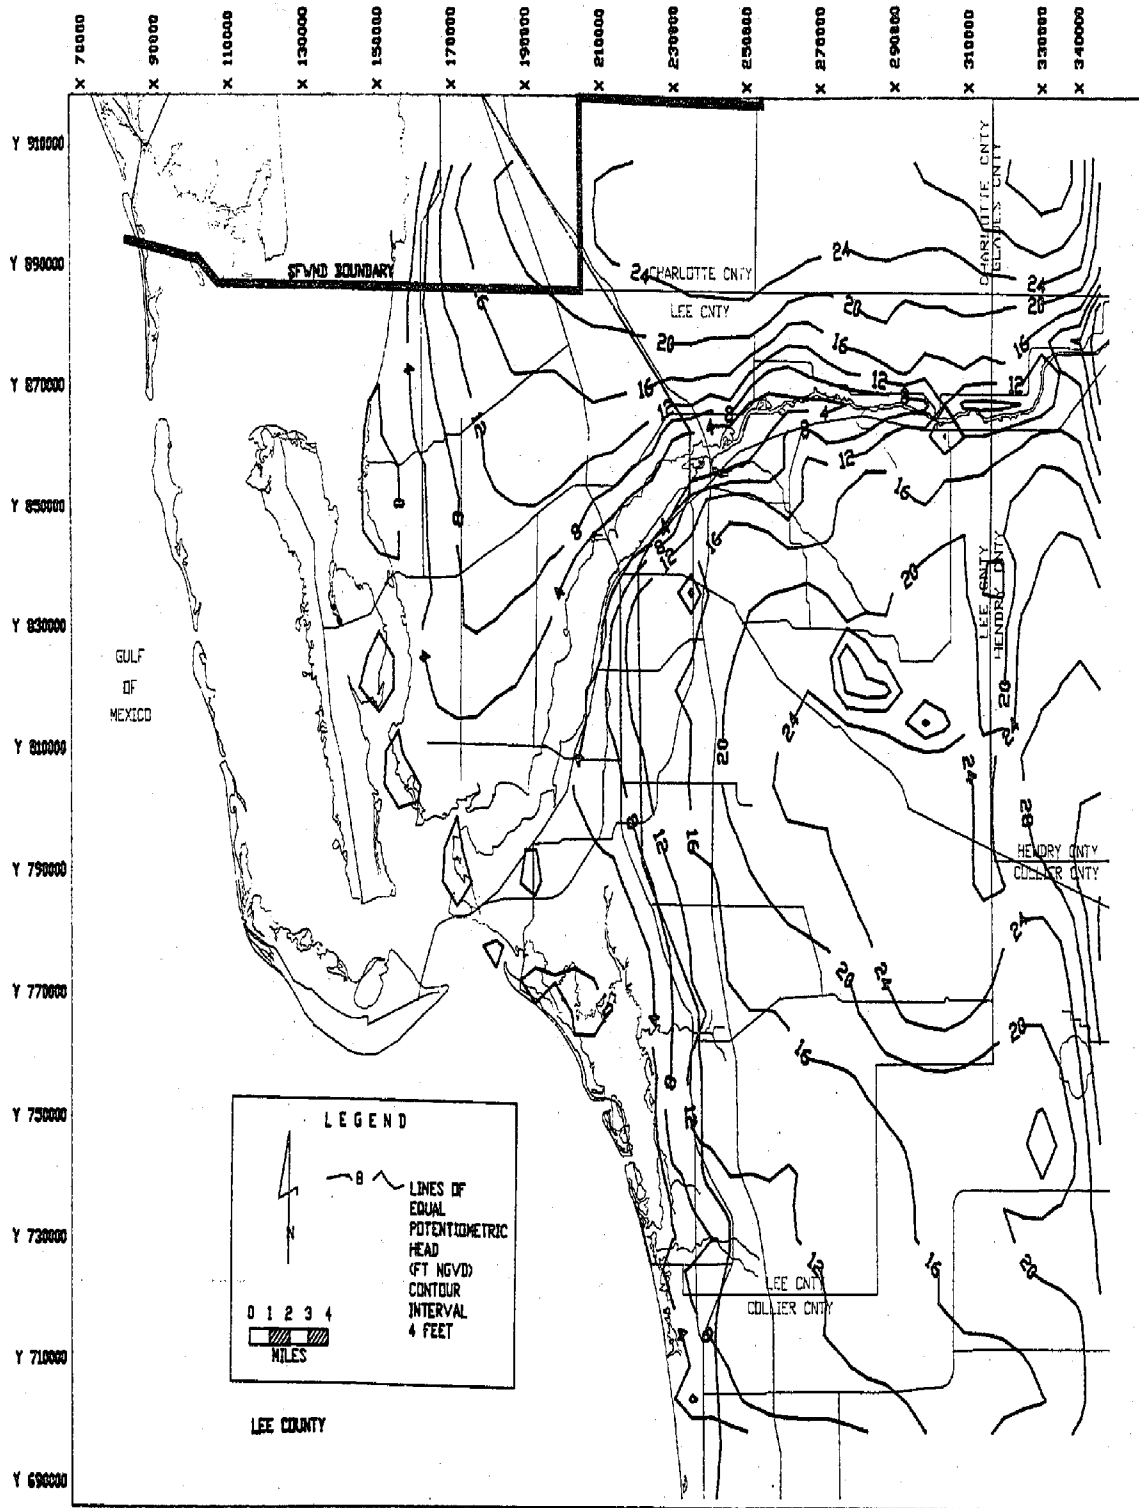 X 70000
X 90000
X 110000
X 130000
X 150000
X 170000
X 190000
X 210000
X 230000
X 250000
X 270000
X 290000
X 310000
X 330000
X 340000
Y 910000
Y 890000
Y 870000
Y 850000
Y 830000
Y 810000
Y 790000
Y 770000
Y 750000
Y 730000
Y 710000
Y 690000
SFWMD BOUNDARY
CHARLOTTE CNTY
LEE CNTY
CHARLOTTE CNTY
GLADES CNTY
24
24
24
20
20
20
16
16
16
16
12
12
12
12
8
4
4
4
8
8
8
12
16
16
20
LEE CNTY
HENDRY CNTY
GULF
OF
MEXICO
4
4
8
8
12
20
24
24
24
20
28
8
12
16
HENDRY CNTY
COLLIER CNTY
24
20
24
20
4
16
8
12
12
16
20
LEE CNTY
COLLIER CNTY
4
8
LEGEND
8
N
LINES OF
EQUAL
POTENTIOMETRIC
HEAD
(FT NGVD)
CONTOUR
INTERVAL
4 FEET
0 1 2 3 4
MILES
LEE COUNTY